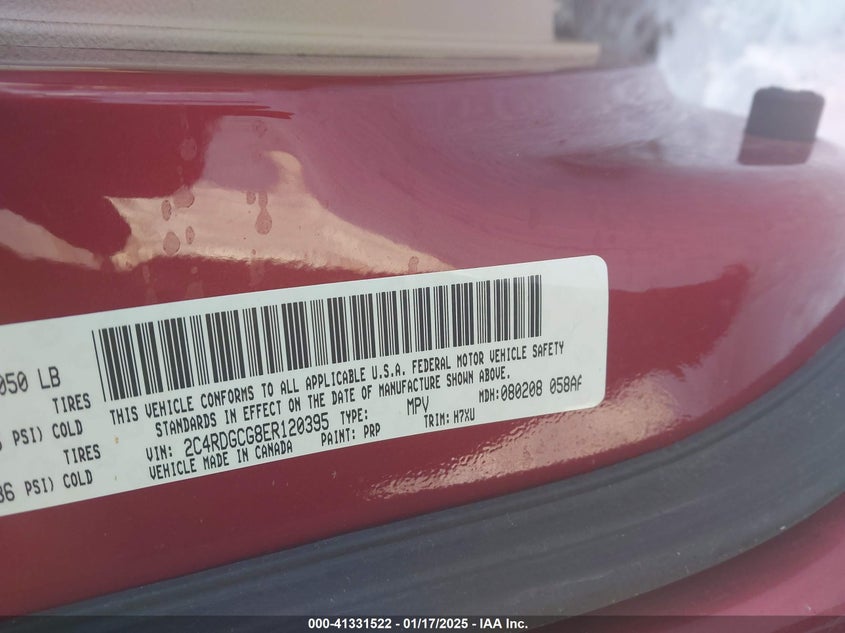 050 LB
TIRES
PSI) COLD
TIRES
36 PSI) COLD
THIS VEHICLE CONFORMS TO ALL APPLICABLE U.S.A. FEDERAL MOTOR VEHICLE SAFETY
STANDARDS IN EFFECT ON THE DATE OF MANUFACTURE SHOWN ABOVE.
VIN: 2C4RDGCG8ER120395 TYPE: MPV MDH: 080208 058AF
VEHICLE MADE IN CANADA PAINT: PRP TRIM: H7XU
000-41331522 - 01/17/2025 - IAA Inc.